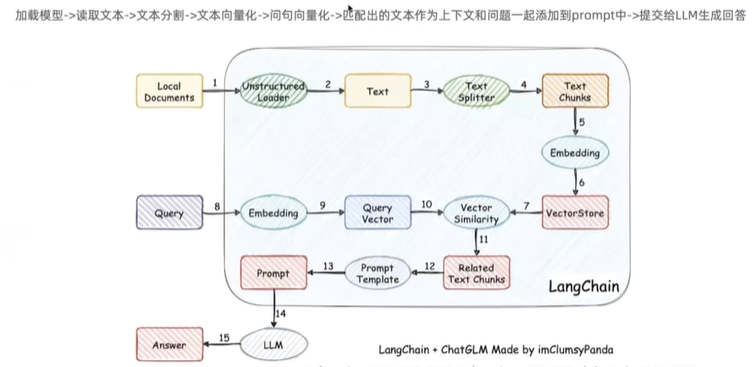 加载模型->读取文本->文本分割->文本向量化->问句向量化->匹配出的文本作为上下文和问题一起添加到prompt中->提交给LLM生成回答
Local
Documents
1
Unstructured
Loader
2
Text
3
Text
Splitter
4
Text
Chunks
5
Embedding
6
Query
8
Embedding
9
Query
Vector
10
Vector
Similarity
7
VectorStore
11
Prompt
13
Prompt
Template
12
Related
Text Chunks
LangChain
14
Answer
15
LLM
LangChain + ChatGLM Made by imClumsyPanda